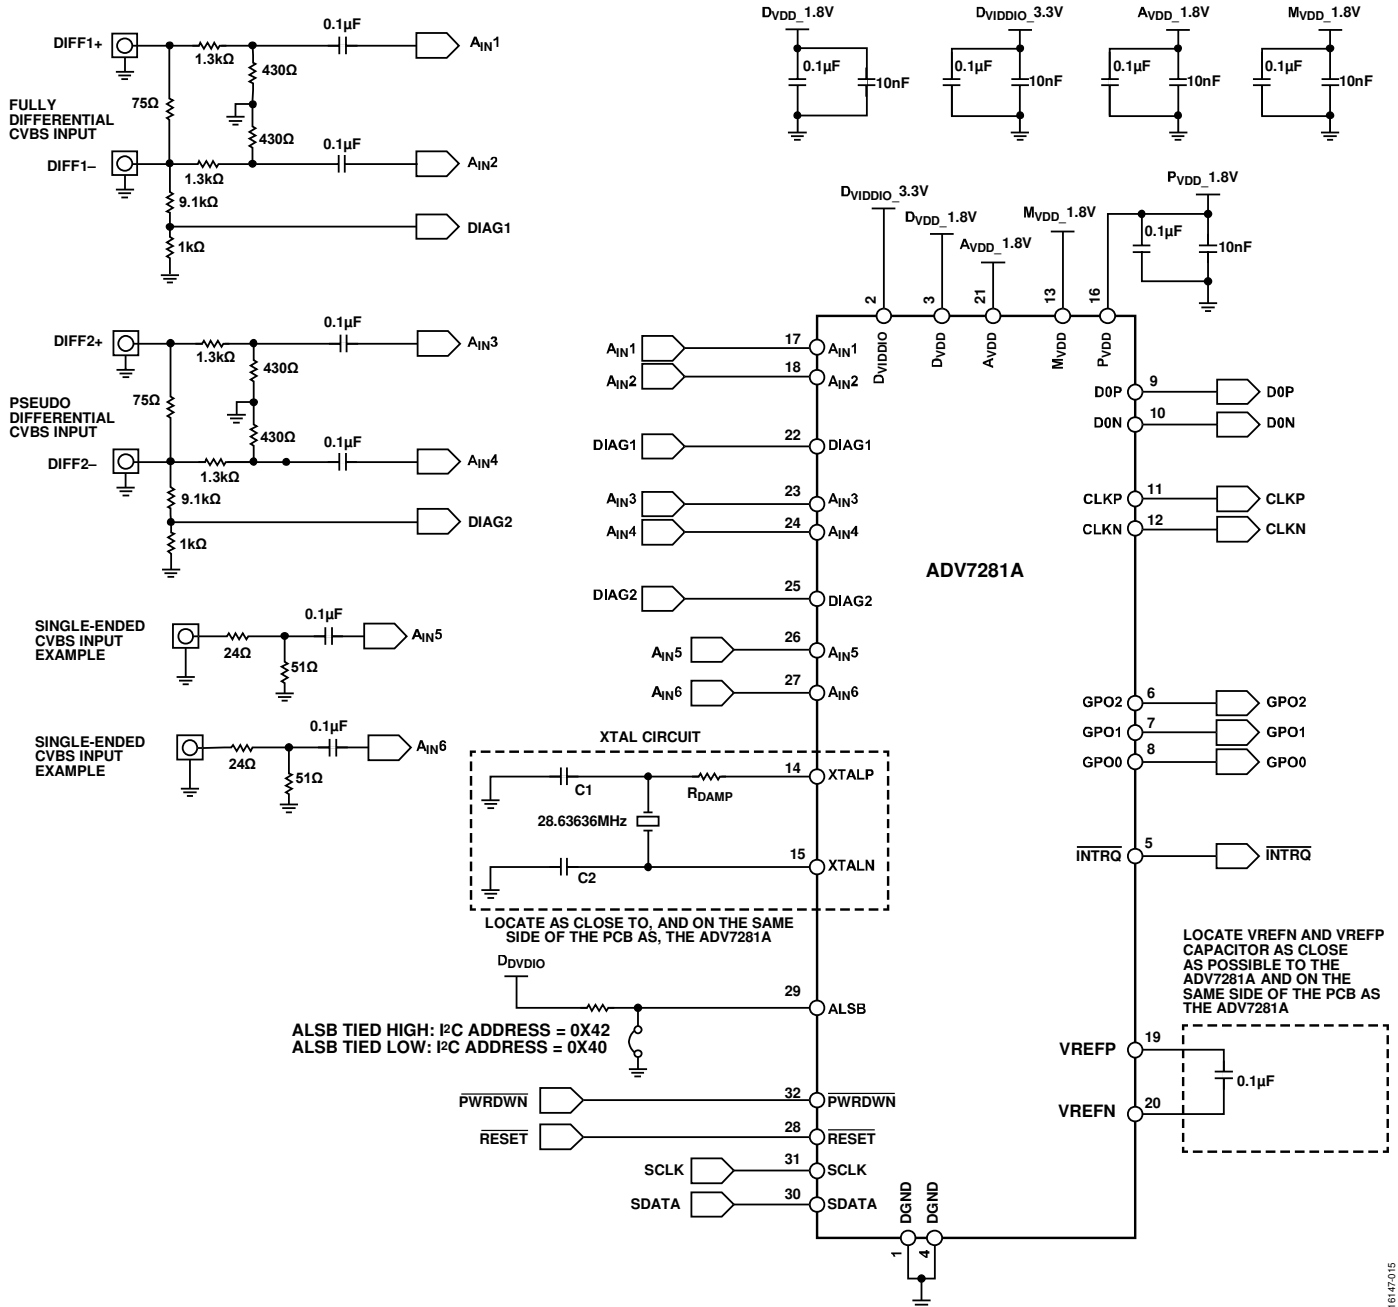 DIFF1+
1.3kΩ
0.1µF
AIN1
430Ω
75Ω
FULLY
DIFFERENTIAL
CVBS INPUT
430Ω
0.1µF
DIFF1–
1.3kΩ
AIN2
9.1kΩ
DIAG1
1kΩ
DIFF2+
1.3kΩ
0.1µF
AIN3
430Ω
75Ω
PSEUDO
DIFFERENTIAL
CVBS INPUT
430Ω
0.1µF
DIFF2–
1.3kΩ
AIN4
9.1kΩ
DIAG2
1kΩ
SINGLE-ENDED
CVBS INPUT
EXAMPLE
24Ω
0.1µF
51Ω
AIN5
SINGLE-ENDED
CVBS INPUT
EXAMPLE
24Ω
0.1µF
51Ω
AIN6
DVDD_1.8V
0.1µF
10nF
DVDDIO_3.3V
0.1µF
10nF
AVDD_1.8V
0.1µF
10nF
MVDD_1.8V
0.1µF
10nF
PVDD_1.8V
0.1µF
10nF
DVIDDIO_3.3V
DVDD_1.8V
AVDD_1.8V
MVDD_1.8V
2
3
21
13
16
DVIDDIO
DVDD
AVDD
MVDD
PVDD
AIN1
17
AIN1
AIN2
18
AIN2
DIAG1
22
DIAG1
AIN3
23
AIN3
AIN4
24
AIN4
DIAG2
25
DIAG2
AIN5
26
AIN5
AIN6
27
AIN6
ADV7281A
D0P
9
D0P
D0N
10
D0N
CLKP
11
CLKP
CLKN
12
CLKN
GPO2
6
GPO2
GPO1
7
GPO1
GPO0
8
GPO0
INTRQ
5
INTRQ
XTAL CIRCUIT
C1
RDAMP
14
XTALP
28.63636MHz
C2
15
XTALN
LOCATE AS CLOSE TO, AND ON THE SAME
SIDE OF THE PCB AS, THE ADV7281A
DDVDIO
29
ALSB
ALSB TIED HIGH: I2C ADDRESS = 0X42
ALSB TIED LOW: I2C ADDRESS = 0X40
LOCATE VREFN AND VREFP
CAPACITOR AS CLOSE
AS POSSIBLE TO THE
ADV7281A AND ON THE
SAME SIDE OF THE PCB AS
THE ADV7281A
VREFP
19
0.1µF
VREFN
20
PWRDWN
32
PWRDWN
RESET
28
RESET
SCLK
31
SCLK
SDATA
30
SDATA
DGND
DGND
1
4
16147-015